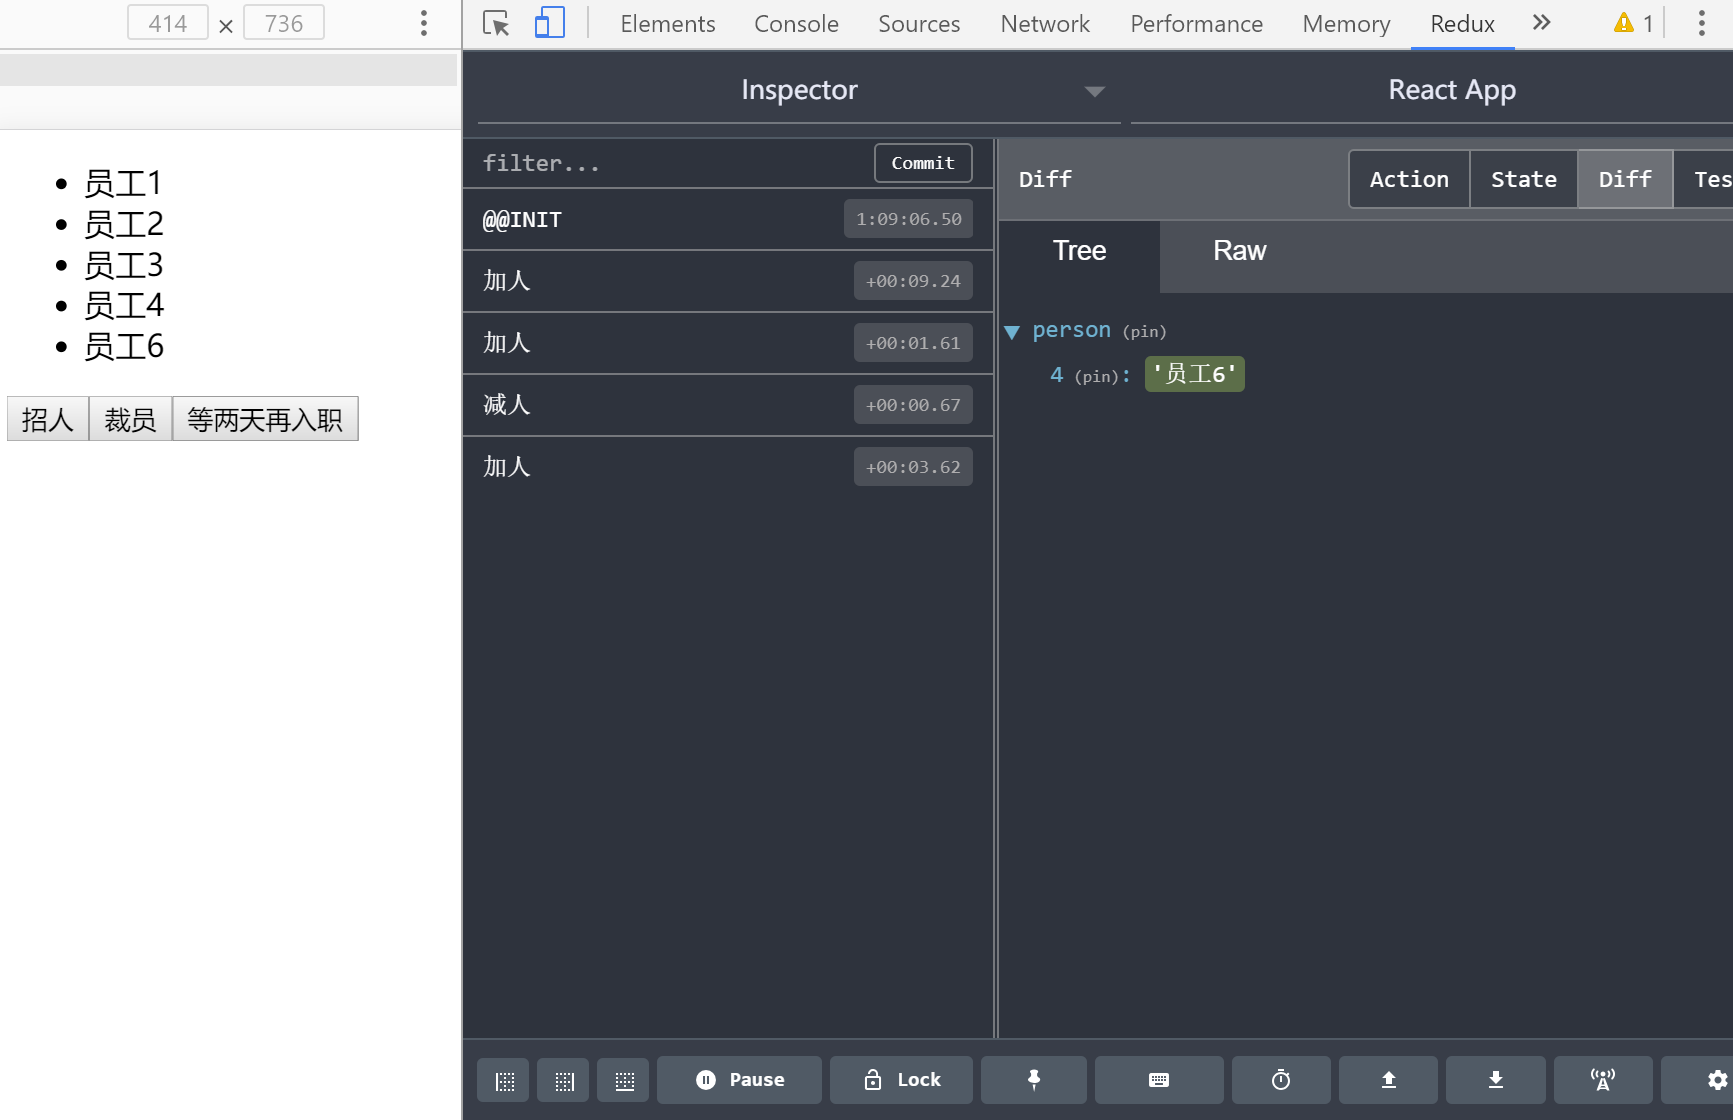 414 × 736
Elements Console Sources Network Performance Memory Redux 1
Inspector
React App
员工1
员工2
员工3
员工4
员工6
招人 裁员 等两天再入职
filter... Commit
@@INIT 1:09:06.50
加人 +00:09.24
加人 +00:01.61
减人 +00:00.67
加人 +00:03.62
Diff Action State Diff Tes
Tree Raw
person (pin)
4 (pin): '员工6'
Pause Lock